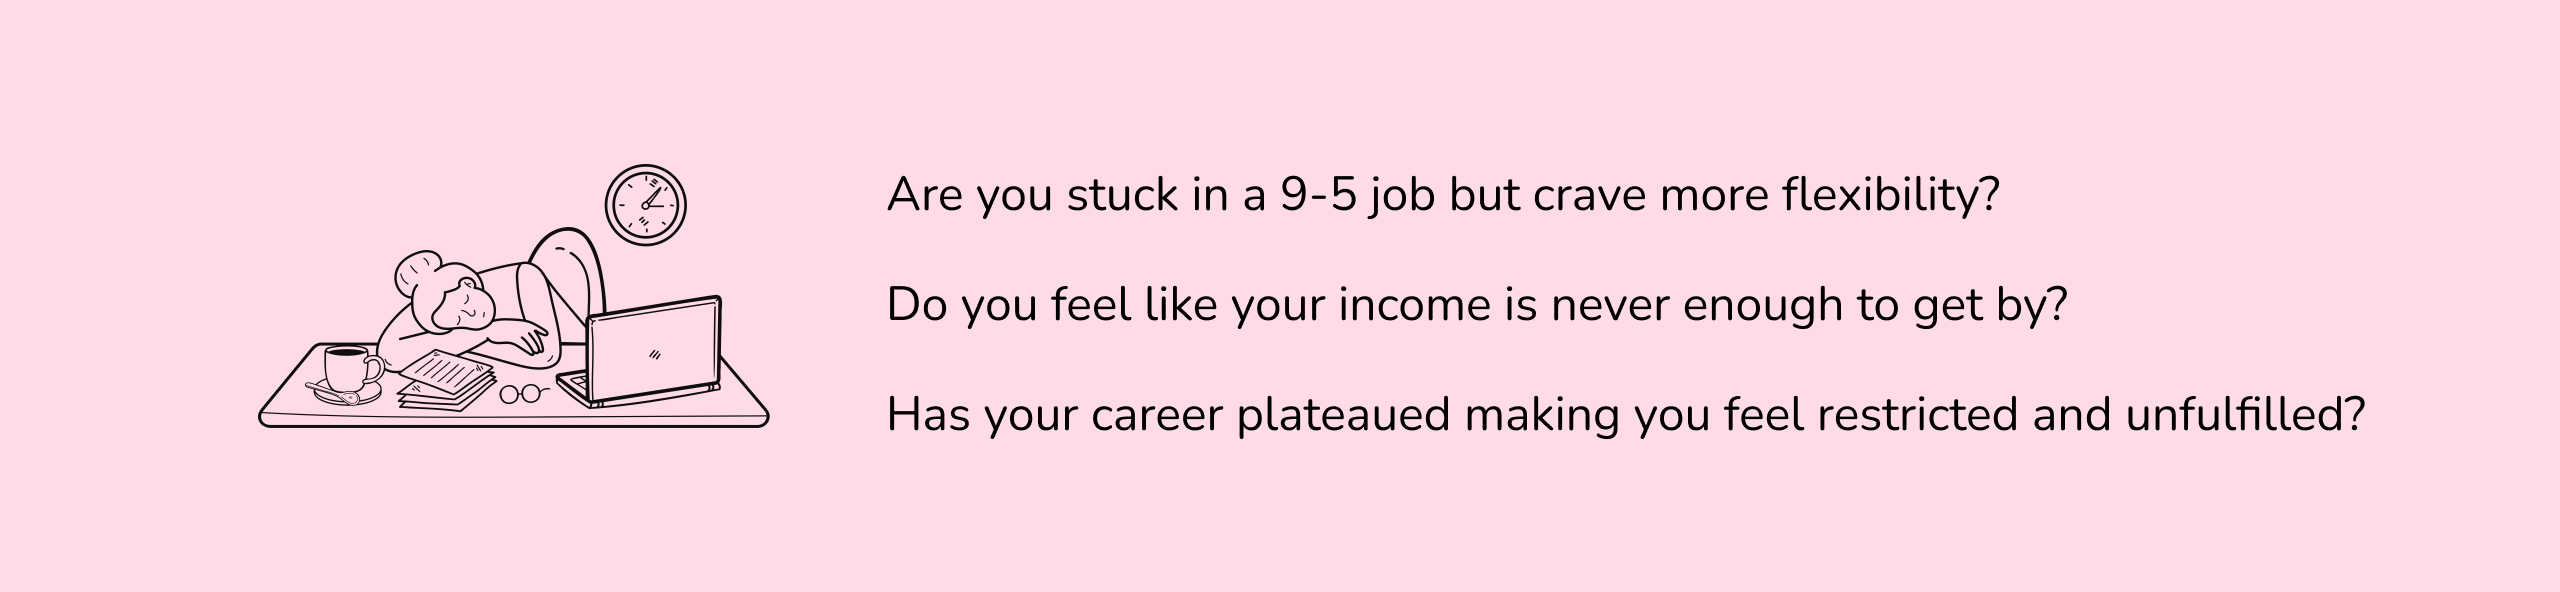 Are you stuck in a 9-5 job but crave more flexibility?
Do you feel like your income is never enough to get by?
Has your career plateaued making you feel restricted and unfulfilled?